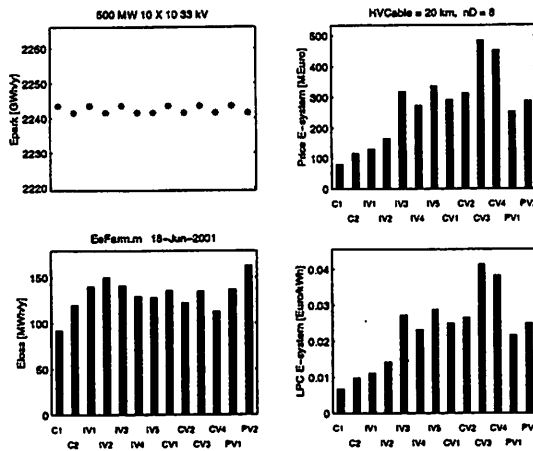 500 MW 10 X 10 33 kV
Epark [GWh/y]
2260
2250
2240
2230
2220
HVCable = 20 km, nD = 8
Price E-system [MEuro]
500
400
300
200
100
0
C1 IV1 IV3 IV5 CV2 CV4 PV2
C2 IV2 IV4 CV1 CV3 PV1
EeFarm.m 18-Jun-2001
Eloss [MWh/y]
150
100
50
0
C1 IV1 IV3 IV5 CV2 CV4 PV2
C2 IV2 IV4 CV1 CV3 PV1
LPC E-system [Euro/kWh]
0.04
0.03
0.02
0.01
0
C1 IV1 IV3 IV5 CV2 CV4 PV2
C2 IV2 IV4 CV1 CV3 PV1